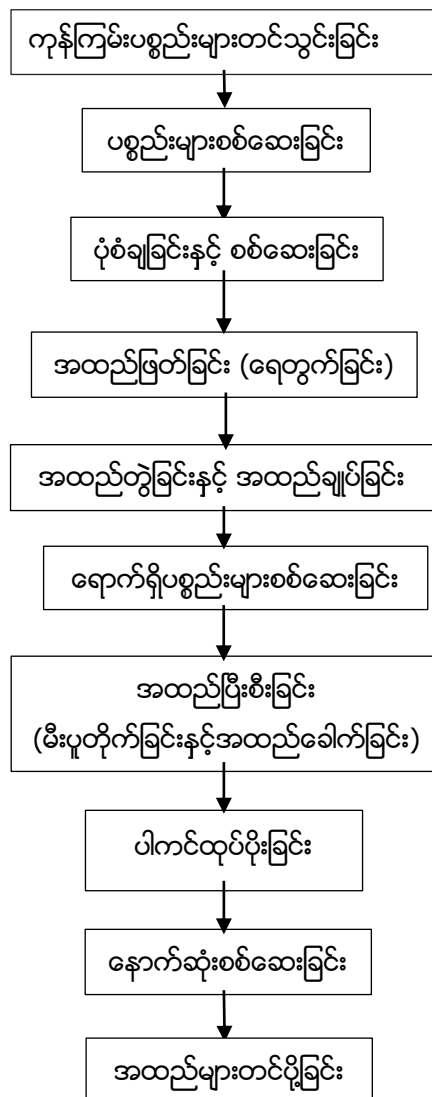 ကုန်ကြမ်းပစ္စည်းများတင်သွင်းခြင်း
ပစ္စည်းများစစ်ဆေးခြင်း
ပုံစံချခြင်းနှင့် စစ်ဆေးခြင်း
အထည်ဖြတ်ခြင်း (ရေတွက်ခြင်း)
အထည်တွဲခြင်းနှင့် အထည်ချုပ်ခြင်း
ရောက်ရှိပစ္စည်းများစစ်ဆေးခြင်း
အထည်ပြီးစီးခြင်း
(မီးပူတိုက်ခြင်းနှင့်အထည်ခေါက်ခြင်း)
ပါကင်ထုပ်ပိုးခြင်း
နောက်ဆုံးစစ်ဆေးခြင်း
အထည်များတင်ပို့ခြင်း